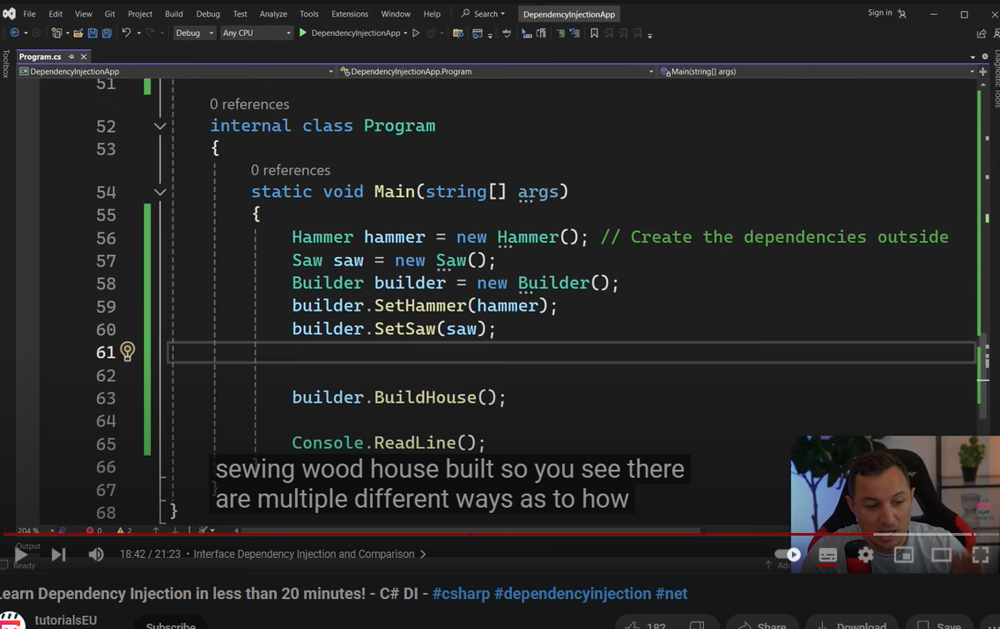 File Edit View Git Project Build Debug Test Analyze Tools Extensions Window Help Search DependencyInjectionApp Sign in
Debug Any CPU DependencyInjectionApp
Toolbox
Program.cs
DependencyInjectionApp DependencyInjectionApp.Program Main(string[] args)
Diagnostic Tools
51
0 references
52 internal class Program
53 {
0 references
54 static void Main(string[] args)
55 {
56 Hammer hammer = new Hammer(); // Create the dependencies outside
57 Saw saw = new Saw();
58 Builder builder = new Builder();
59 builder.SetHammer(hammer);
60 builder.SetSaw(saw);
61
62
63 builder.BuildHouse();
64
65 Console.ReadLine();
66
67 }
68 }
sewing wood house built so you see there
are multiple different ways as to how
204 % 0 2
Output
18:42 / 21:23 • Interface Dependency Injection and Comparison
Ready
Learn Dependency Injection in less than 20 minutes! - C# DI - #csharp #dependencyinjection #net
tutorialsEU
Subscribe 182 Share Download Save